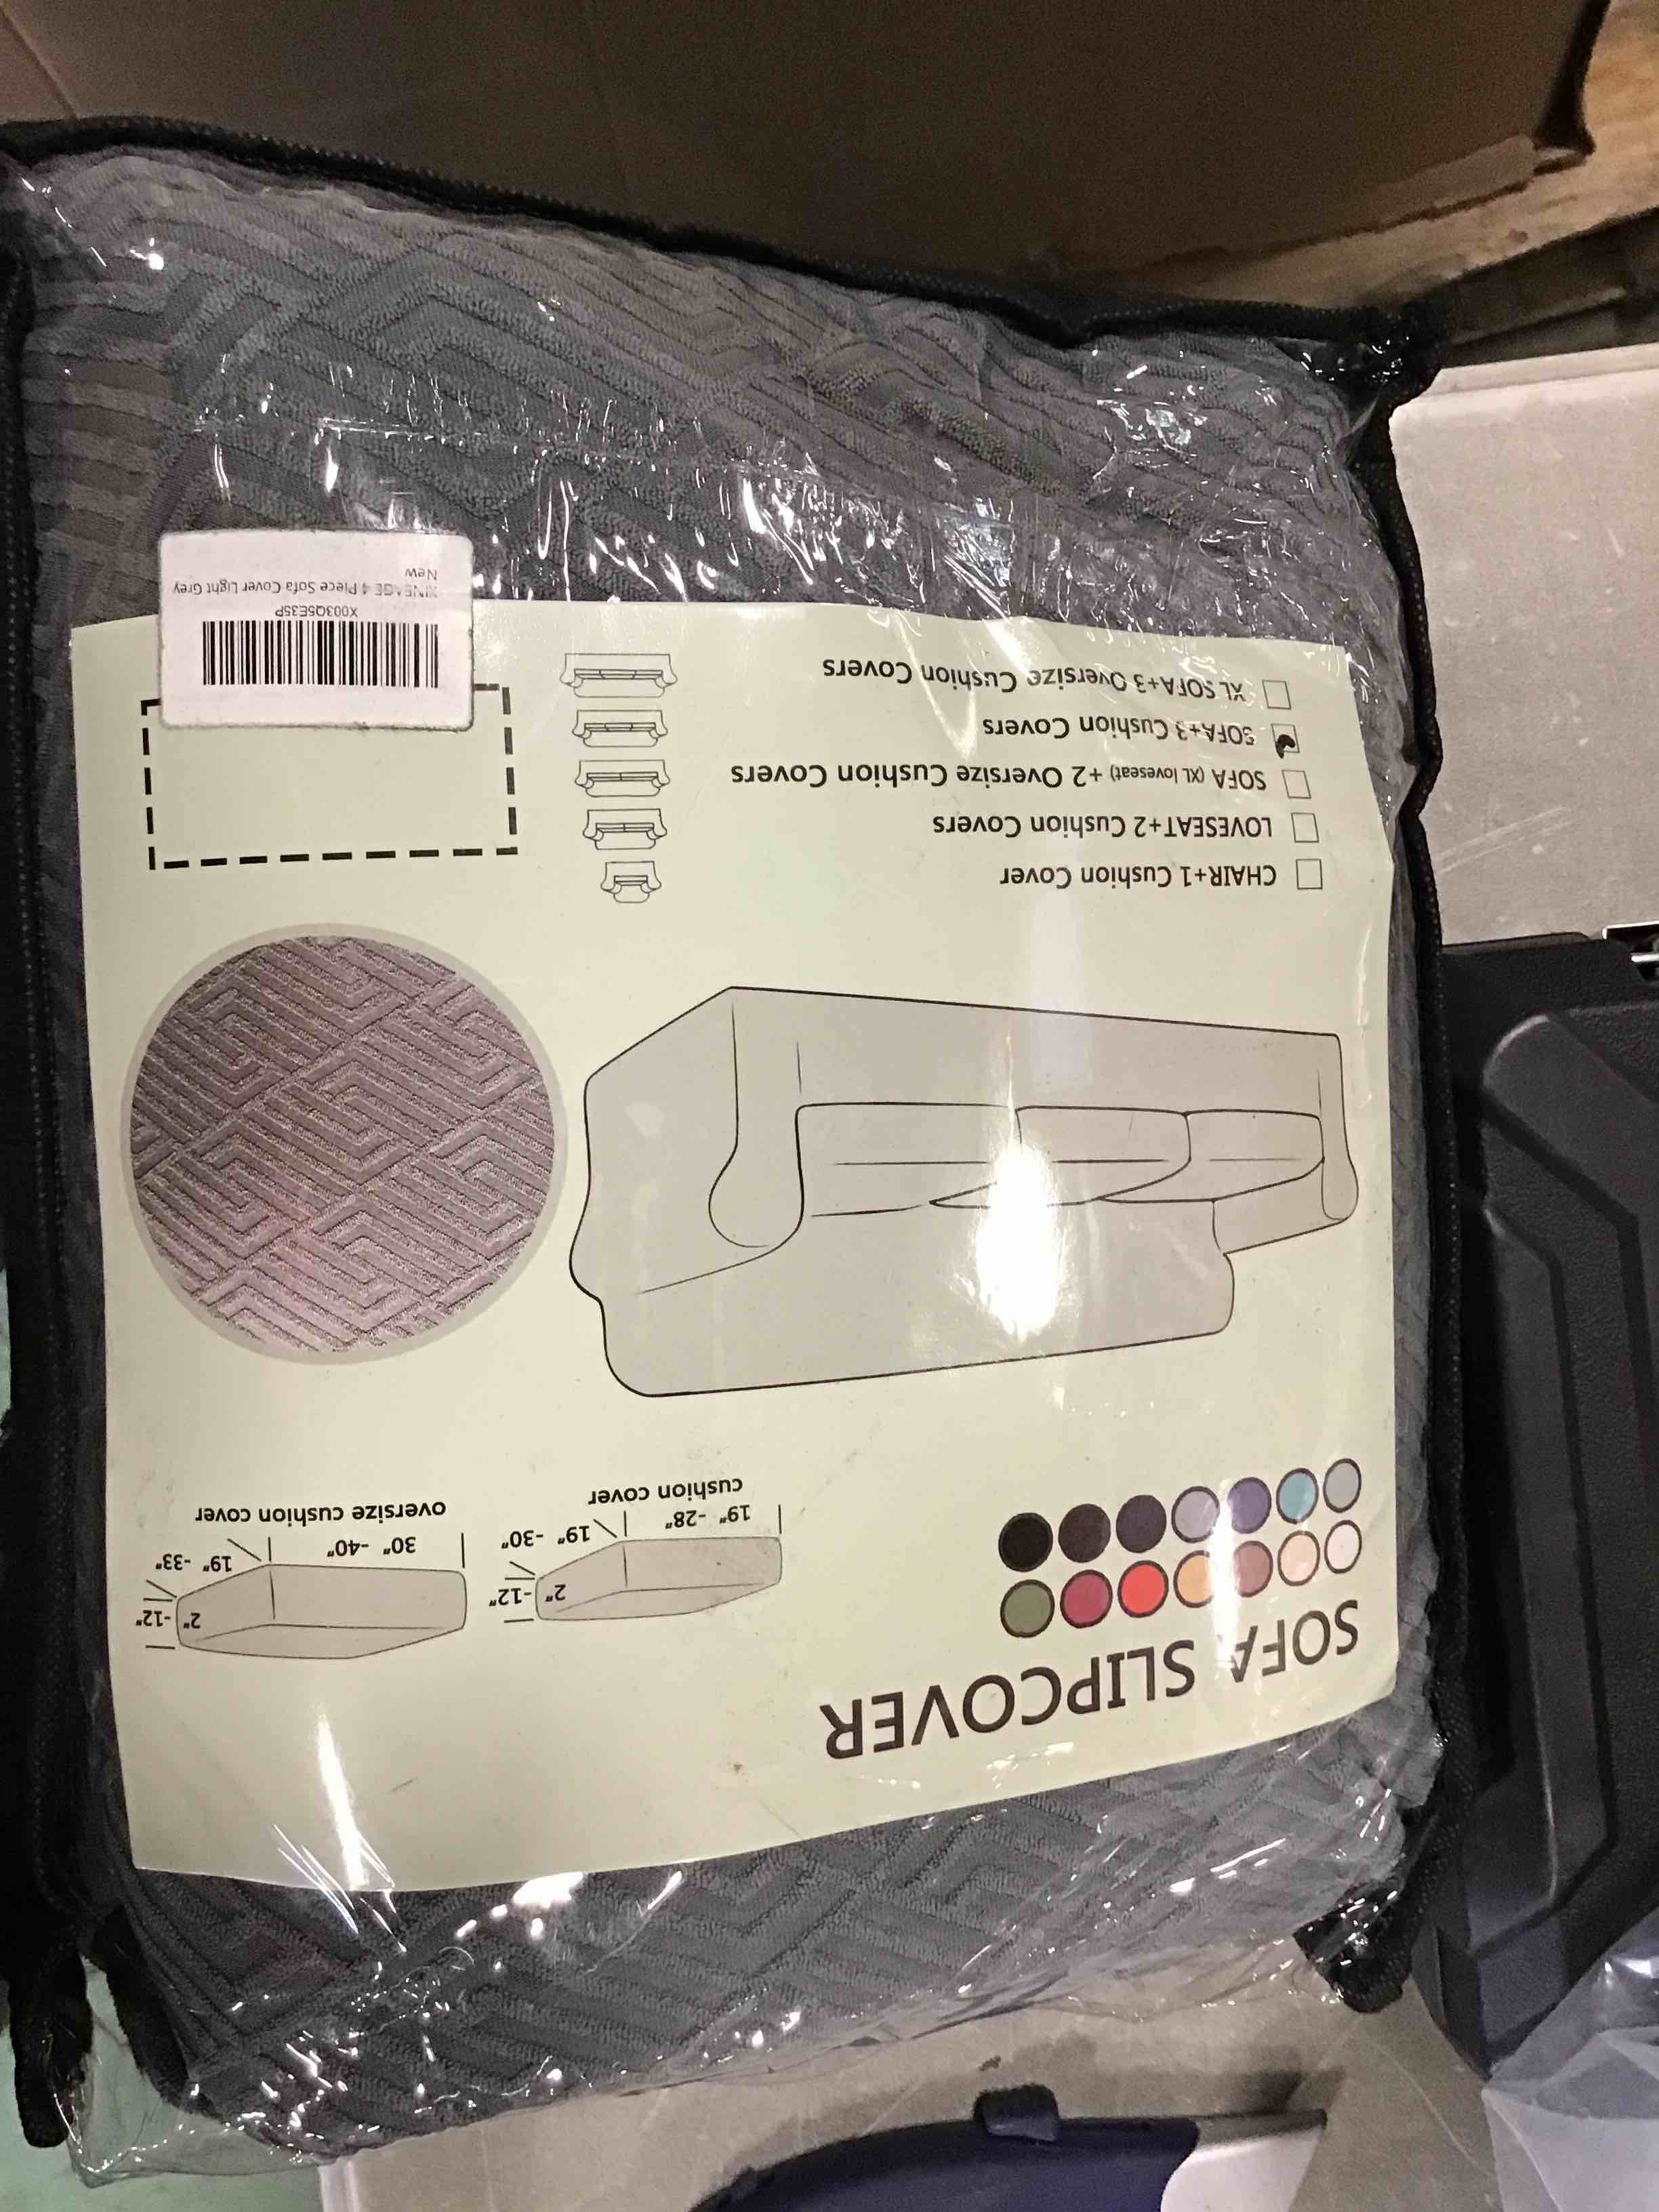 SOFA SLIPCOVER
2" -12"
19" -30"
19" -28"
cushion cover
2" -12"
19" -33"
30" -40"
oversize cushion cover
CHAIR+1 Cushion Cover
LOVESEAT+2 Cushion Covers
SOFA (XL loveseat) +2 Oversize Cushion Covers
SOFA+3 Cushion Covers
XL SOFA+3 Oversize Cushion Covers
X003Q5E35P
4 Piece Sofa Cover Light Grey
New